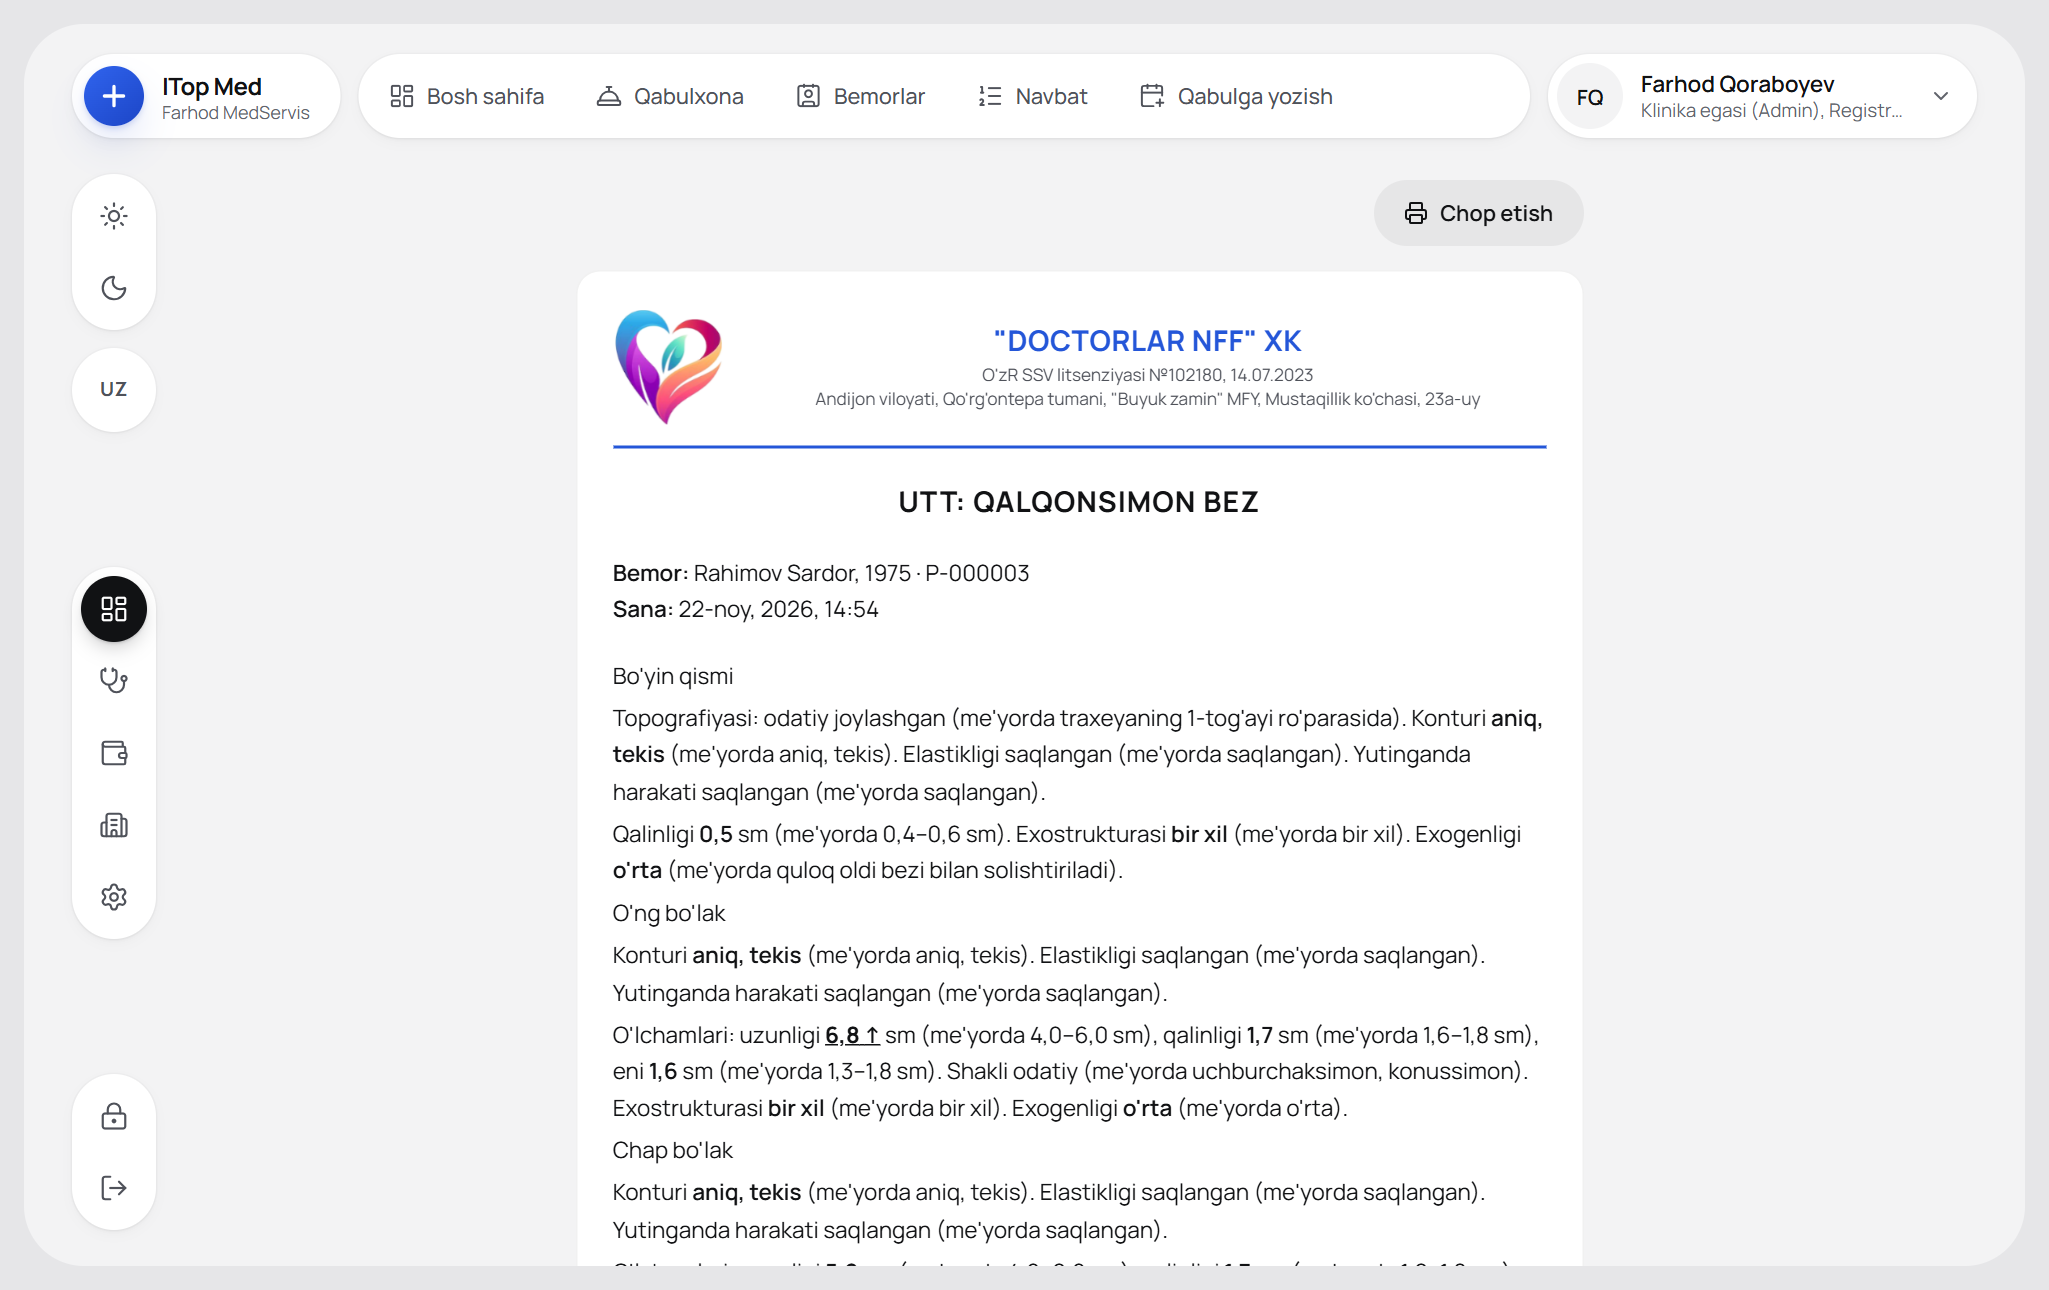 ITop Med
Farhod MedServis
Bosh sahifa
Qabulxona
Bemorlar
Navbat
Qabulga yozish
FQ
Farhod Qoraboyev
Klinika egasi (Admin), Registr...
UZ
Chop etish
"DOCTORLAR NFF" XK
O'zR SSV litsenziyasi №102180, 14.07.2023
Andijon viloyati, Qo'rg'ontepa tumani, "Buyuk zamin" MFY, Mustaqillik ko'chasi, 23a-uy
UTT: QALQONSIMON BEZ
Bemor: Rahimov Sardor, 1975 · P-000003
Sana: 22-noy, 2026, 14:54
Bo'yin qismi
Topografiyasi: odatiy joylashgan (me'yorda traxeyaning 1-tog'ayi ro'parasida). Konturi aniq,
tekis (me'yorda aniq, tekis). Elastikligi saqlangan (me'yorda saqlangan). Yutinganda
harakati saqlangan (me'yorda saqlangan).
Qalinligi 0,5 sm (me'yorda 0,4–0,6 sm). Exostrukturasi bir xil (me'yorda bir xil). Exogenligi
o'rta (me'yorda quloq oldi bezi bilan solishtiriladi).
O'ng bo'lak
Konturi aniq, tekis (me'yorda aniq, tekis). Elastikligi saqlangan (me'yorda saqlangan).
Yutinganda harakati saqlangan (me'yorda saqlangan).
O'lchamlari: uzunligi 6,8 ↑ sm (me'yorda 4,0–6,0 sm), qalinligi 1,7 sm (me'yorda 1,6–1,8 sm),
eni 1,6 sm (me'yorda 1,3–1,8 sm). Shakli odatiy (me'yorda uchburchaksimon, konussimon).
Exostrukturasi bir xil (me'yorda bir xil). Exogenligi o'rta (me'yorda o'rta).
Chap bo'lak
Konturi aniq, tekis (me'yorda aniq, tekis). Elastikligi saqlangan (me'yorda saqlangan).
Yutinganda harakati saqlangan (me'yorda saqlangan).